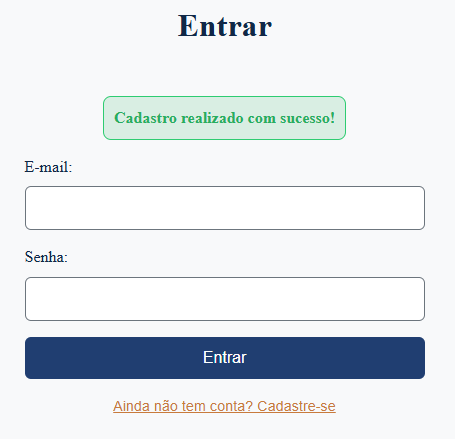 Entrar
Cadastro realizado com sucesso!
E-mail:
Senha:
Entrar
Ainda não tem conta? Cadastre-se